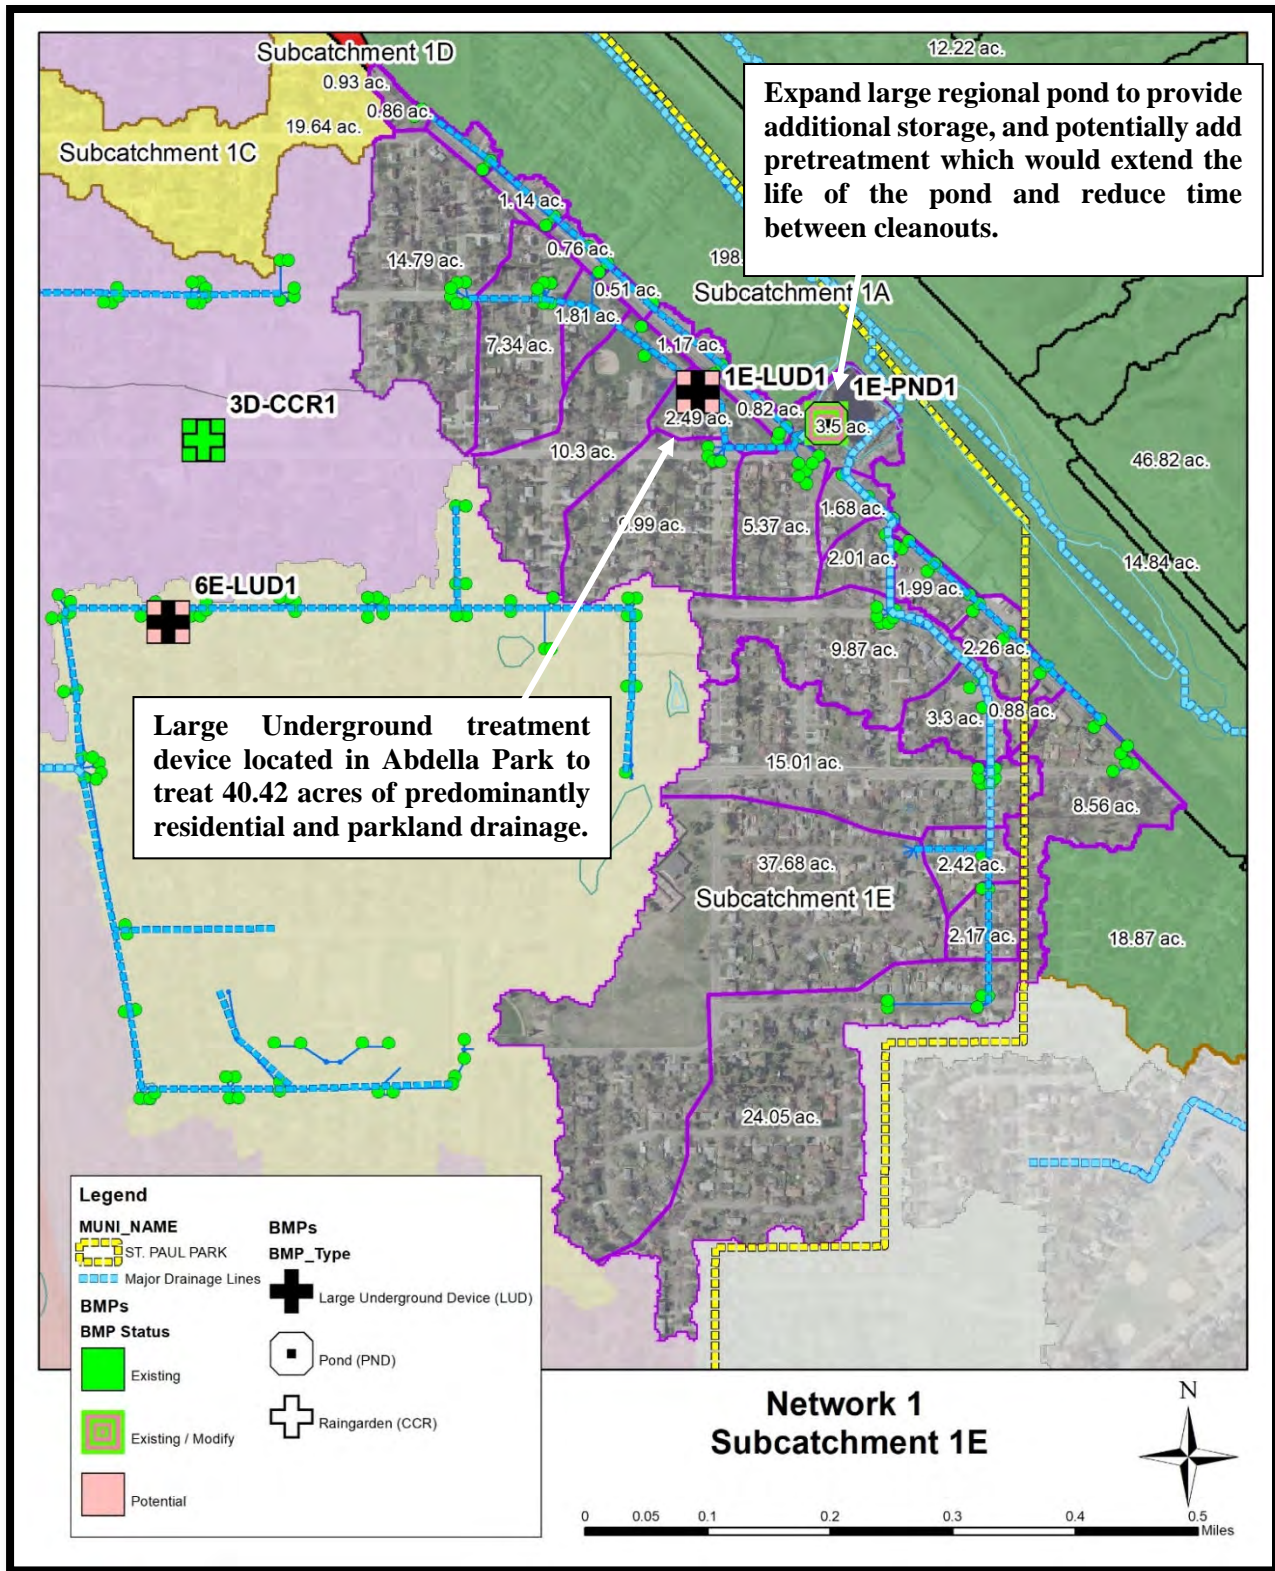 Subcatchment 1D
0.93 ac.
0.86 ac.
19.64 ac.
Subcatchment 1C
12.22 ac.
Expand large regional pond to provide
additional storage, and potentially add
pretreatment which would extend the
life of the pond and reduce time
between cleanouts.
1.14 ac.
0.76 ac.
14.79 ac.
198.
0.51 ac.
Subcatchment 1A
1.81 ac.
7.34 ac.
1.17 ac.
1E-LUD1
1E-PND1
3D-CCR1
0.82 ac.
2.49 ac.
3.5 ac.
10.3 ac.
46.82 ac.
1.68 ac.
5.37 ac.
.99 ac.
2.01 ac.
14.84 ac.
1.99 ac.
6E-LUD1
9.87 ac.
2.26 ac.
3.3 ac.
0.88 ac.
Large Underground treatment
device located in Abdella Park to
treat 40.42 acres of predominantly
residential and parkland drainage.
15.01 ac.
8.56 ac.
37.68 ac.
2.42 ac.
Subcatchment 1E
2.17 ac.
18.87 ac.
24.05 ac.
Legend
MUNI_NAME
ST. PAUL PARK
Major Drainage Lines
BMPs
BMP Status
Existing
Existing / Modify
Potential
BMPs
BMP_Type
Large Underground Device (LUD)
Pond (PND)
Raingarden (CCR)
Network 1
Subcatchment 1E
N
0 0.05 0.1 0.2 0.3 0.4 0.5
Miles